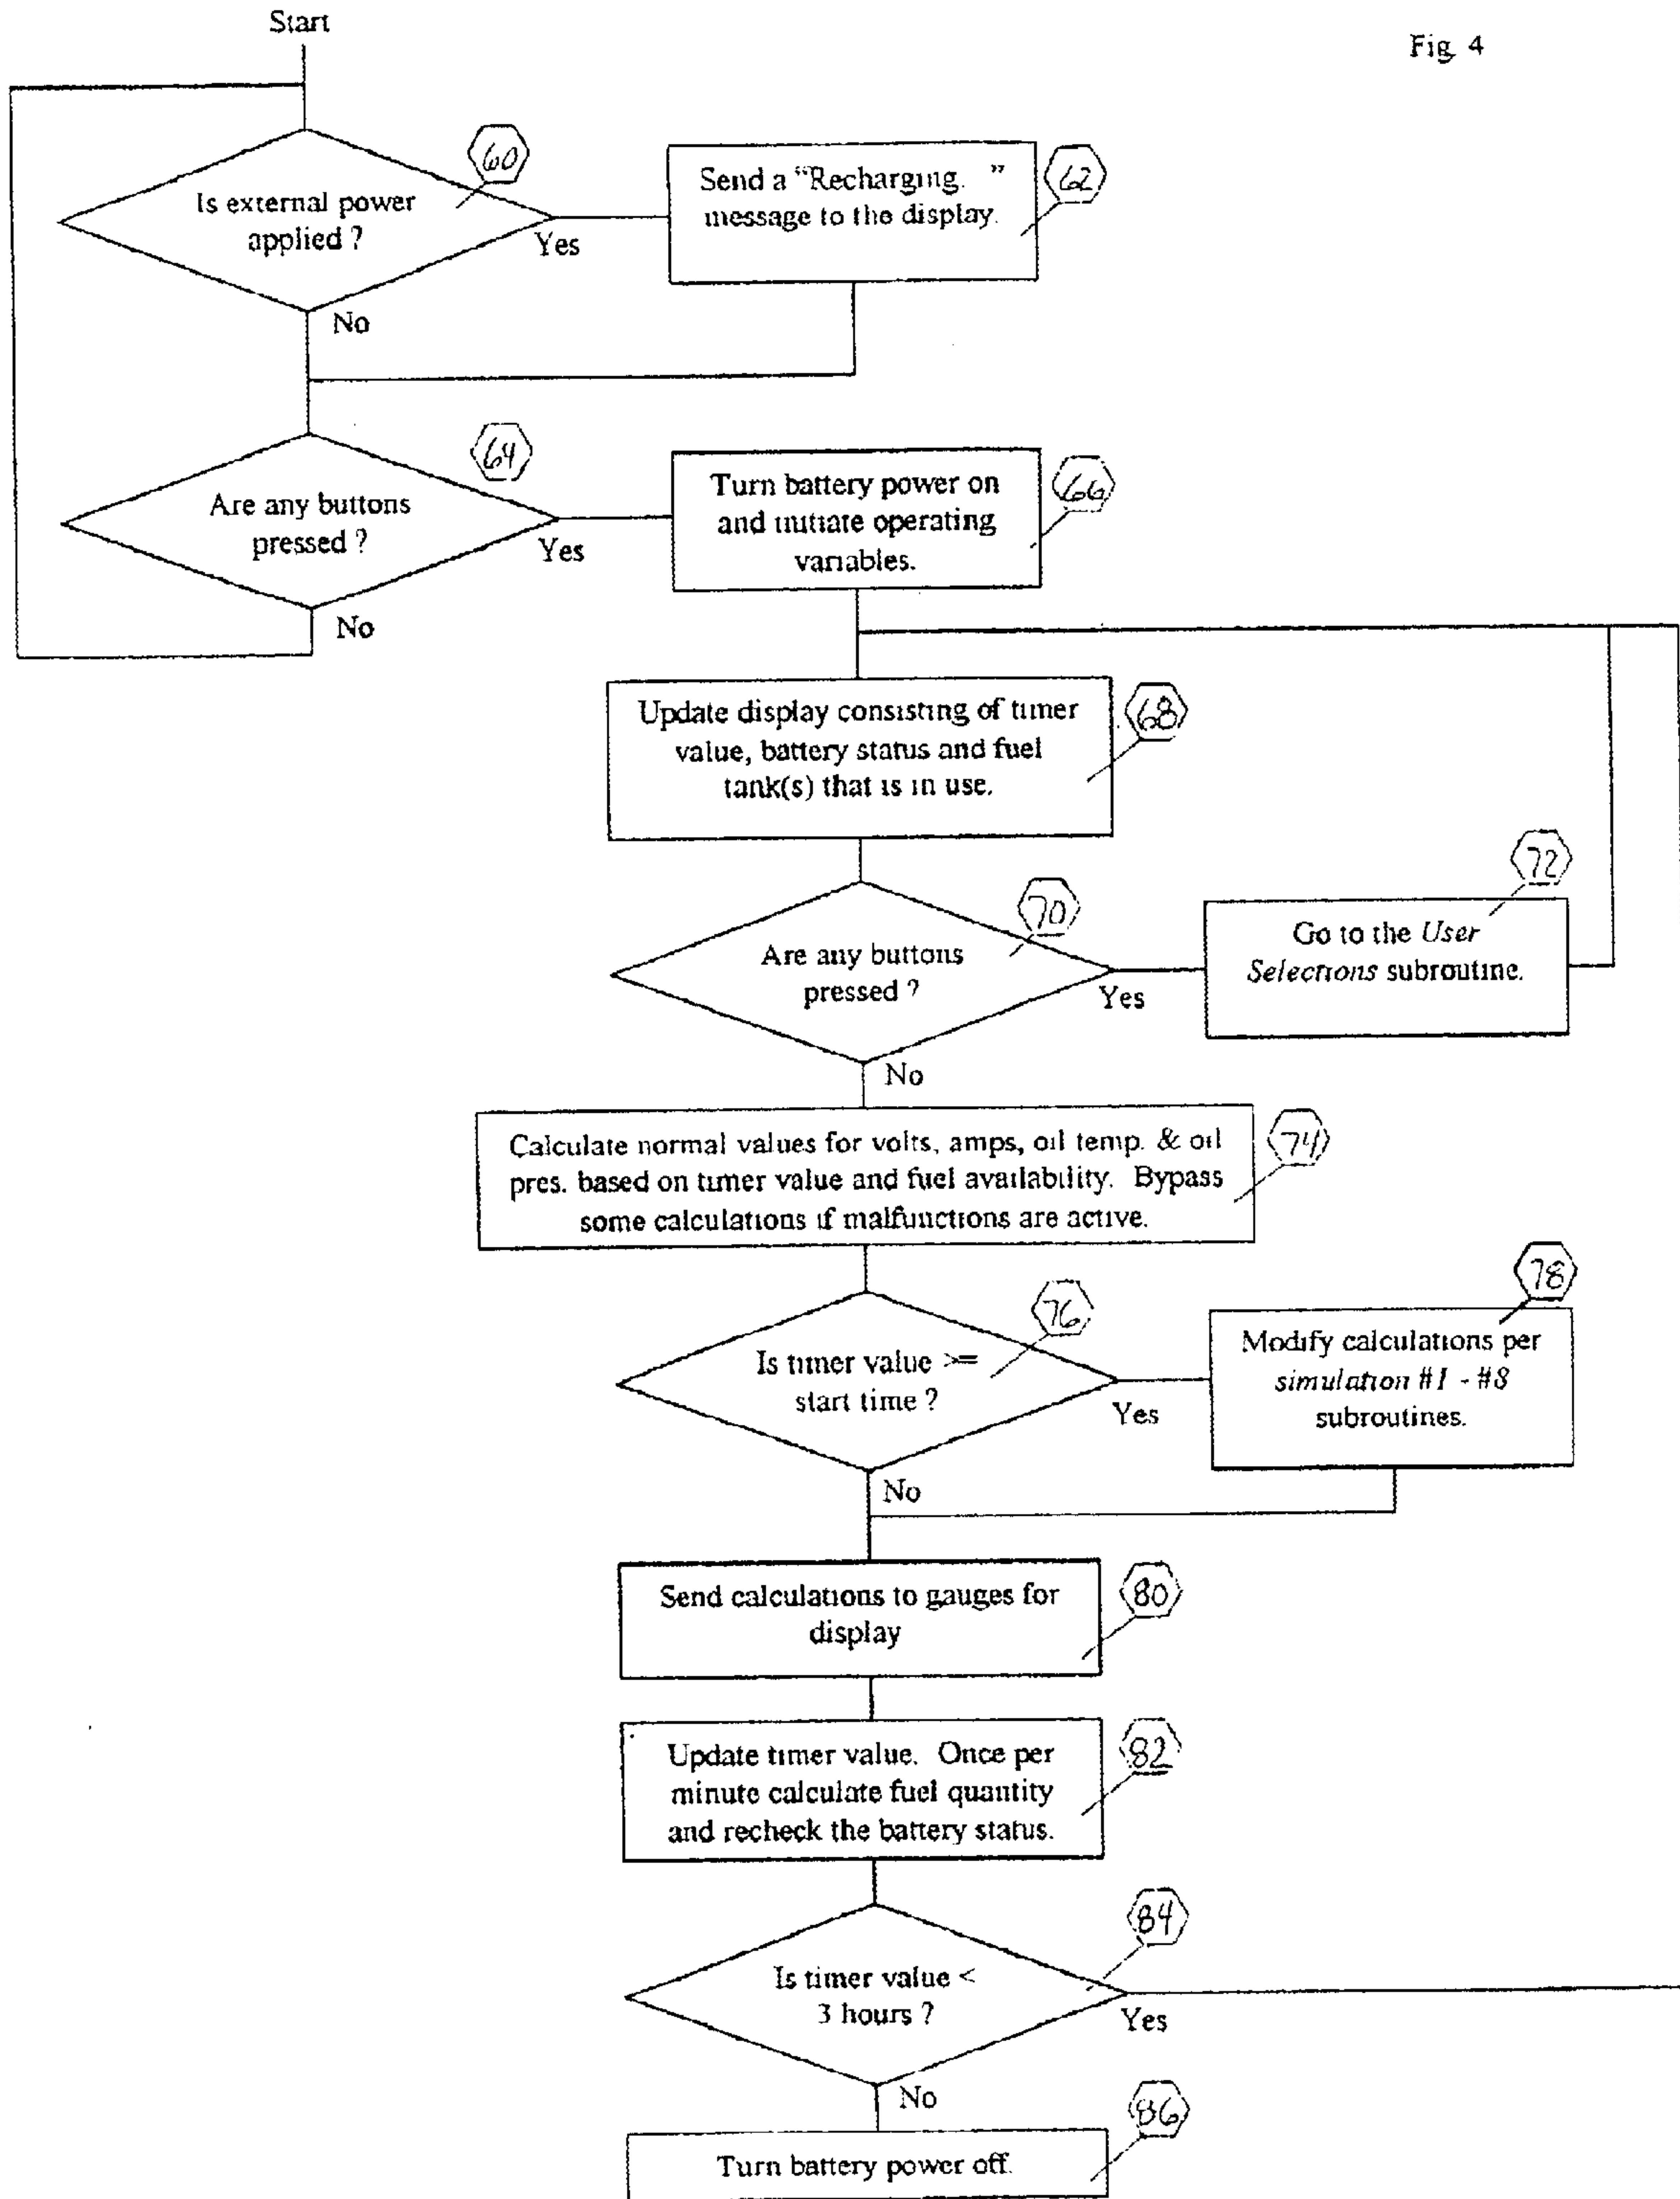 Start
Fig. 4
60
Is external power
applied ?
Yes
No
Send a "Recharging. "
message to the display.
62
64
Are any buttons
pressed ?
Yes
No
Turn battery power on
and initiate operating
variables.
66
Update display consisting of timer
value, battery status and fuel
tank(s) that is in use.
68
70
Are any buttons
pressed ?
Yes
No
72
Go to the User
Selections subroutine.
Calculate normal values for volts, amps, oil temp. & oil
pres. based on timer value and fuel availability. Bypass
some calculations if malfunctions are active.
74
76
Is timer value >=
start time ?
Yes
No
78
Modify calculations per
simulation #1 - #8
subroutines.
Send calculations to gauges for
display
80
Update timer value. Once per
minute calculate fuel quantity
and recheck the battery status.
82
84
Is timer value <
3 hours ?
Yes
No
86
Turn battery power off.